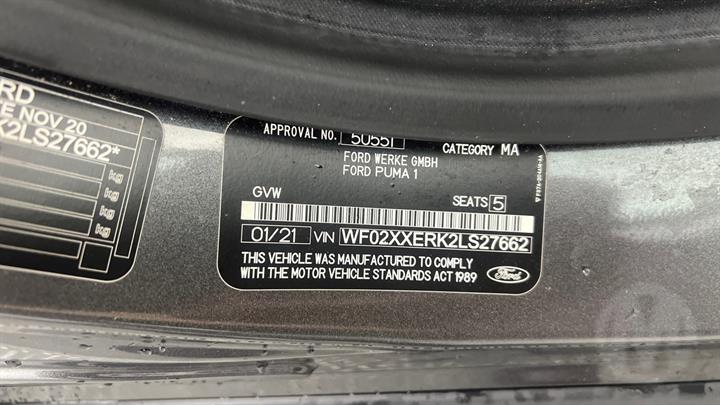 RD
TE NOV 20
K2LS27662*
kg
kg
kg
kg
APPROVAL NO. 50551
CATEGORY MA
FORD WERKE GMBH
FORD PUMA 1
GVW
SEATS 5
01/21 VIN WF02XXERK2LS27662
THIS VEHICLE WAS MANUFACTURED TO COMPLY
WITH THE MOTOR VEHICLE STANDARDS ACT 1989
Ford